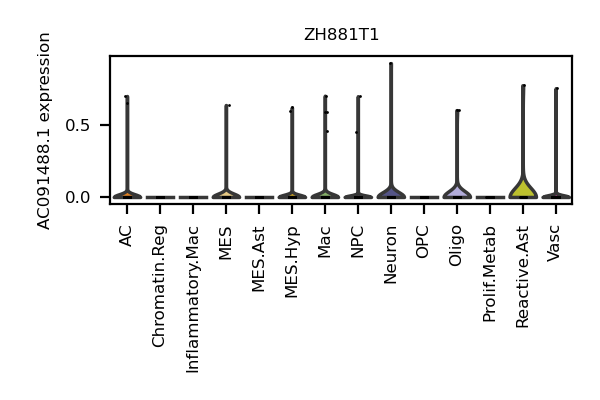 ZH881T1
AC091488.1 expression
0.5
0.0
AC
Chromatin.Reg
Inflammatory.Mac
MES
MES.Ast
MES.Hyp
Mac
NPC
Neuron
OPC
Oligo
Prolif.Metab
Reactive.Ast
Vasc